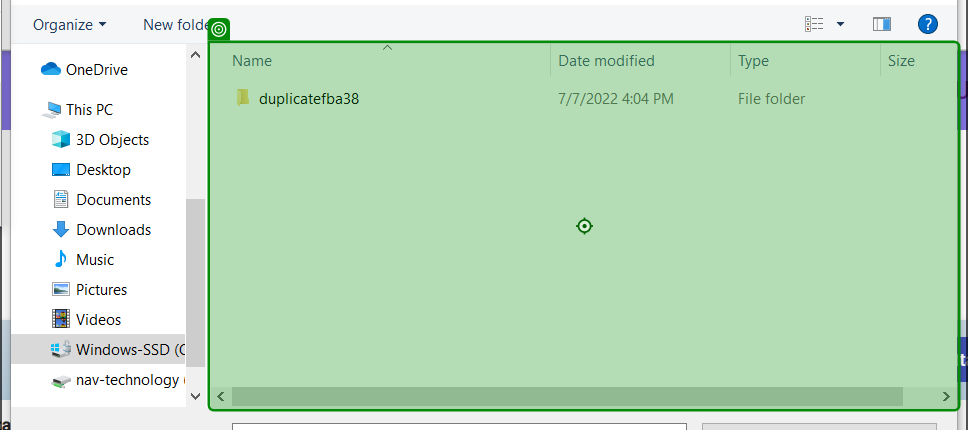 Organize New folde
Name Date modified Type Size
duplicatefba38 7/7/2022 4:04 PM File folder
OneDrive
This PC
3D Objects
Desktop
Documents
Downloads
Music
Pictures
Videos
Windows-SSD (C
nav-technology (